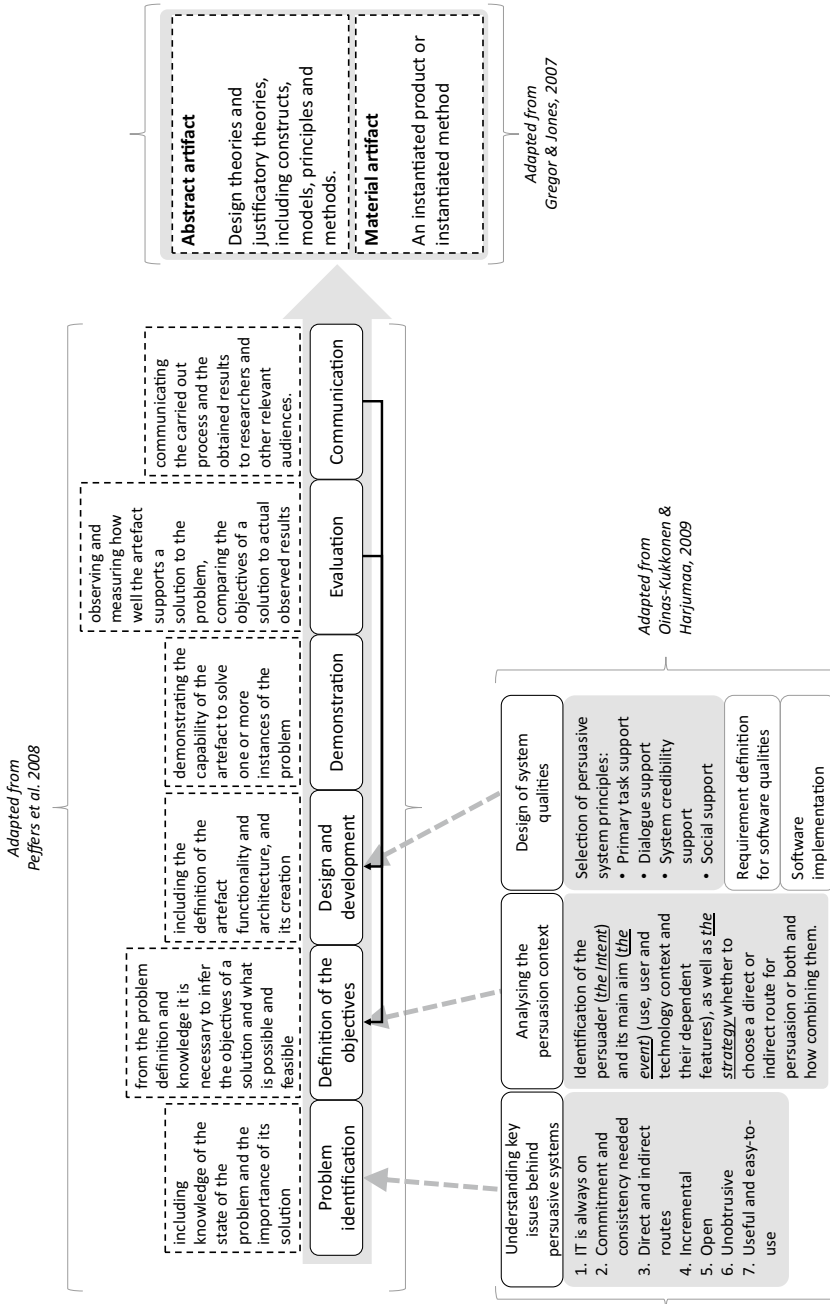 Adapted from
Peffers et al. 2008
including
knowledge of the
state of the
problem and the
importance of its
solution
from the problem
definition and
knowledge it is
necessary to infer
the objectives of a
solution and what
is possible and
feasible
including the
definition of the
artefact
functionality and
architecture, and
its creation
demonstrating the
capability of the
artefact to solve
one or more
instances of the
problem
observing and
measuring how
well the artefact
supports a
solution to the
problem,
comparing the
objectives of a
solution to actual
observed results
communicating
the carried out
process and the
obtained results
to researchers and
other relevant
audiences.
Problem
identification
Definition of the
objectives
Design and
development
Demonstration
Evaluation
Communication
Abstract artifact
Design theories and
justificatory theories,
including constructs,
models, principles and
methods.
Material artifact
An instantiated product or
instantiated method
Adapted from
Gregor & Jones, 2007
Understanding key
issues behind
persuasive systems
1. IT is always on
2. Commitment and
consistency needed
3. Direct and indirect
routes
4. Incremental
5. Open
6. Unobtrusive
7. Useful and easy-to-
use
Analysing the
persuasion context
Identification of the
persuader (the Intent)
and its main aim (the
event) (use, user and
technology context and
their dependent
features), as well as the
strategy whether to
choose a direct or
indirect route for
persuasion or both and
how combining them.
Design of system
qualities
Selection of persuasive
system principles:
• Primary task support
• Dialogue support
• System credibility
support
• Social support
Requirement definition
for software qualities
Software
implementation
Adapted from
Oinas-Kukkonen &
Harjumaa, 2009